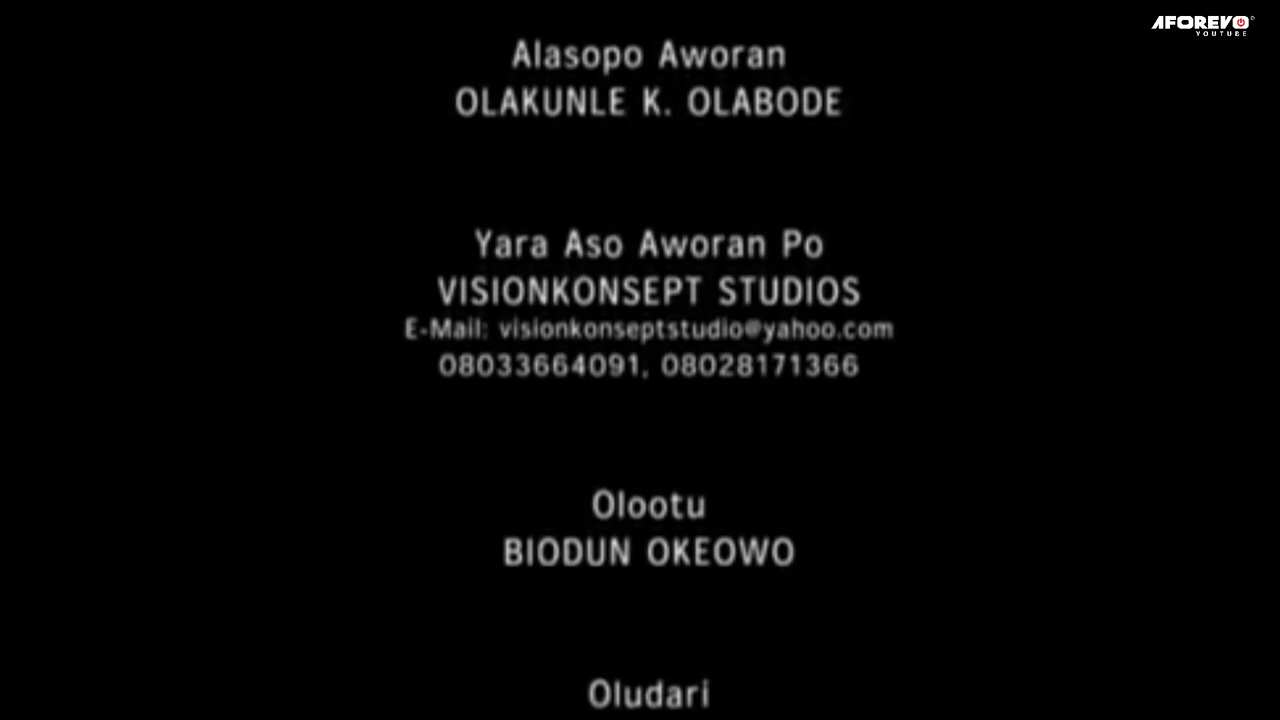 AFOREVO
YOUTUBE
Alasopo Aworan
OLAKUNLE K. OLABODE
Yara Aso Aworan Po
VISIONKONSEPT STUDIOS
E-Mail: visionkonseptstudio@yahoo.com
08033664091, 08028171366
Olootu
BIODUN OKEOWO
Oludari